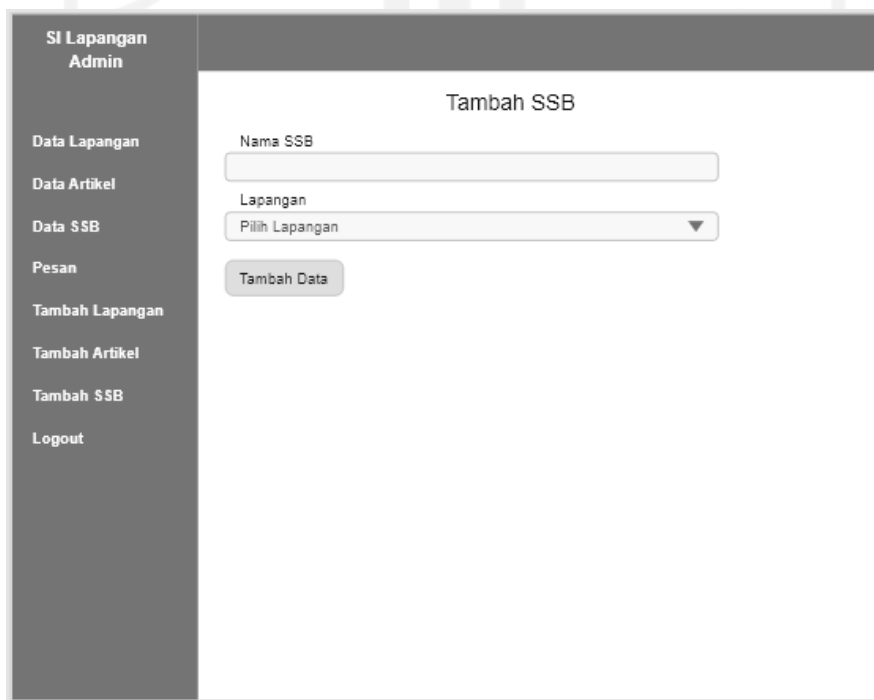 SI Lapangan
Admin
Data Lapangan
Data Artikel
Data SSB
Pesan
Tambah Lapangan
Tambah Artikel
Tambah SSB
Logout
Tambah SSB
Nama SSB
Lapangan
Pilih Lapangan
Tambah Data